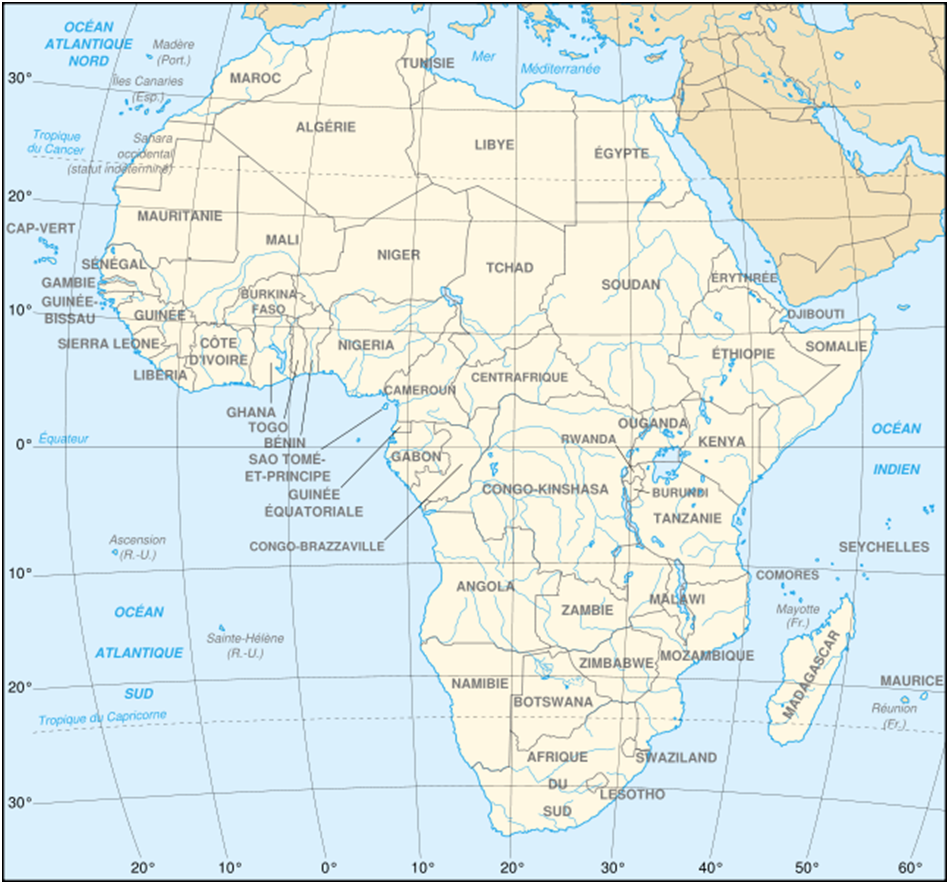 OCÉAN
ATLANTIQUE
NORD
Madère
(Port.)
Îles Canaries
(Esp.)
Mer
Méditerranée
TUNISIE
MAROC
30°
ALGÉRIE
LIBYE
ÉGYPTE
Tropique
du Cancer
Sahara
occidental
(statut indéterminé)
20°
MAURITANIE
CAP-VERT
MALI
NIGER
TCHAD
SOUDAN
ÉRYTHRÉE
SÉNÉGAL
GAMBIE
GUINÉE-
BISSAU
10°
GUINÉE
BURKINA
FASO
DJIBOUTI
SIERRA LEONE
CÔTE
D'IVOIRE
NIGERIA
ÉTHIOPIE
SOMALIE
LIBERIA
CENTRAFRIQUE
CAMEROUN
GHANA
TOGO
BÉNIN
SAO TOMÉ-
ET-PRINCIPE
GUINÉE
ÉQUATORIALE
CONGO-BRAZZAVILLE
0°
Équateur
GABON
OUGANDA
RWANDA
KENYA
OCÉAN
INDIEN
CONGO-KINSHASA
BURUNDI
TANZANIE
Ascension
(R.-U.)
SEYCHELLES
10°
ANGOLA
COMORES
ZAMBIE
MALAWI
Mayotte
(Fr.)
OCÉAN
ATLANTIQUE
SUD
Sainte-Hélène
(R.-U.)
ZIMBABWE
MOZAMBIQUE
MADAGASCAR
20°
NAMIBIE
BOTSWANA
MAURICE
Réunion
(Fr.)
Tropique du Capricorne
AFRIQUE
DU
SUD
SWAZILAND
LESOTHO
30°
20°
10°
0°
10°
20°
30°
40°
50°
60°